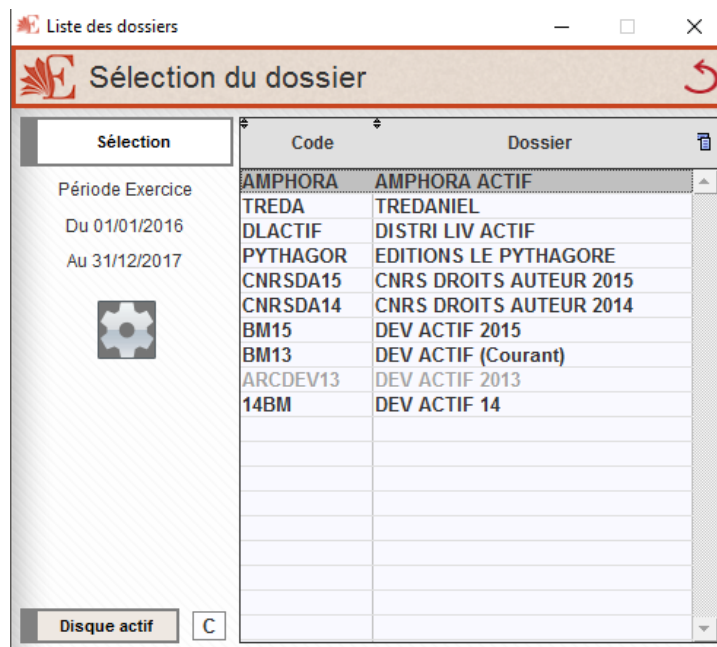 Liste des dossiers
Sélection du dossier
Sélection
Période Exercice
Du 01/01/2016
Au 31/12/2017
Disque actif C
Code Dossier
AMPHORA AMPHORA ACTIF
TREDA TREDANIEL
DLACTIF DISTRI LIV ACTIF
PYTHAGOR EDITIONS LE PYTHAGORE
CNRSDA15 CNRS DROITS AUTEUR 2015
CNRSDA14 CNRS DROITS AUTEUR 2014
BM15 DEV ACTIF 2015
BM13 DEV ACTIF (Courant)
ARCDEV13 DEV ACTIF 2013
14BM DEV ACTIF 14